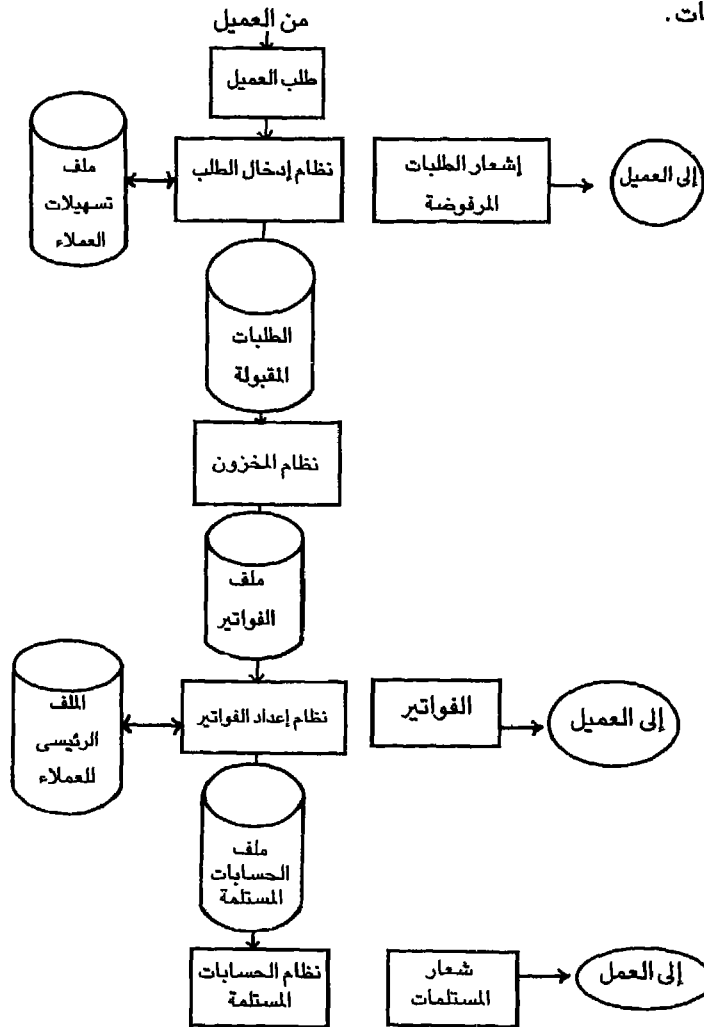 ات.
من العميل
طلب العميل
ملف
تسهيلات
العملاء
نظام إدخال الطلب
إشعار الطلبات
المرفوضة
إلى العميل
الطلبات
المقبولة
نظام المخزون
ملف
الفواتير
الملف
الرئيسى
للعملاء
نظام إعداد الفواتير
الفواتير
إلى العميل
ملف
الحسابات
المستلمة
نظام الحسابات
المستلمة
شعار
المستلمات
إلى العمل